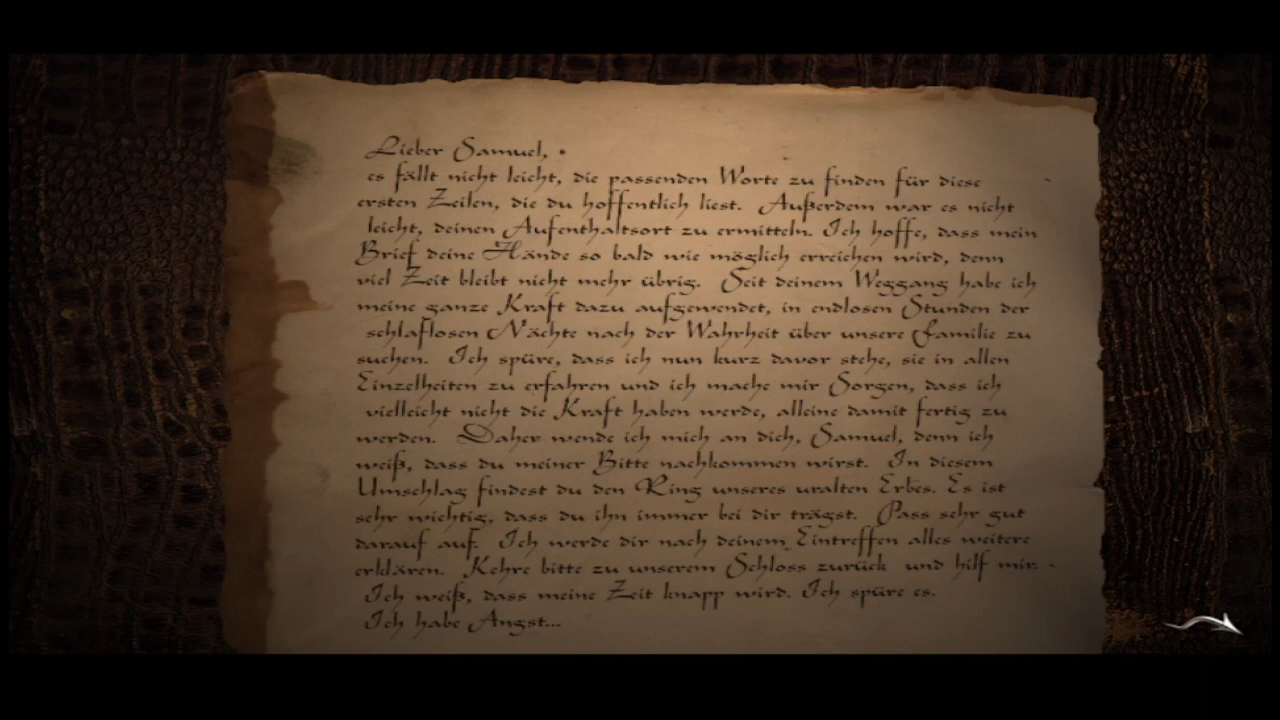 Lieber Samuel,
es fällt nicht leicht, die passenden Worte zu finden für diese
ersten Zeilen, die du hoffentlich liest. Außerdem war es nicht
leicht, deinen Aufenthaltsort zu ermitteln. Ich hoffe, dass mein
Brief deine Hände so bald wie möglich erreichen wird, denn
viel Zeit bleibt nicht mehr übrig. Seit deinem Weggang habe ich
meine ganze Kraft dazu aufgewendet, in endlosen Stunden der
schlaflosen Nächte nach der Wahrheit über unsere Familie zu
suchen. Ich spüre, dass ich nun kurz davor stehe, sie in allen
Einzelheiten zu erfahren und ich mache mir Sorgen, dass ich
vielleicht nicht die Kraft haben werde, alleine damit fertig zu
werden. Daher wende ich mich an dich, Samuel, denn ich
weiß, dass du meiner Bitte nachkommen wirst. In diesem
Umschlag findest du den Ring unseres uralten Erbes. Es ist
sehr wichtig, dass du ihn immer bei dir trägst. Pass sehr gut
darauf auf. Ich werde dir nach deinem Eintreffen alles weitere
erklären. Kehre bitte zu unserem Schloss zurück und hilf mir.
Ich weiß, dass meine Zeit knapp wird. Ich spüre es.
Ich habe Angst...